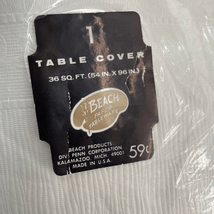 1
TABLE COVER
36 SQ. FT. (54 IN. X 96 IN.)
BEACH
BEACH PRODUCTS
DIV. PENN CORPORATION
KALAMAZOO, MICH 49001
MADE IN U.S.A.
59¢